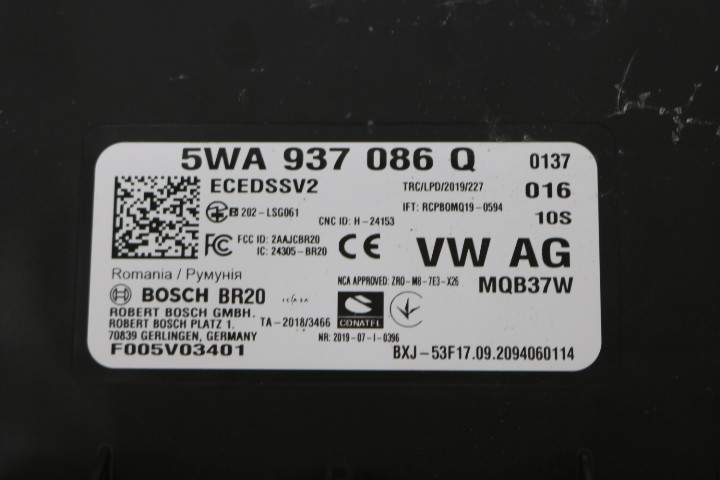 5WA 937 086 Q 0137
ECEDSSV2 TRC/LPD/2019/227 016
202-LSG061 IFT: RCPBOMQ19-0594 10S
CNC ID: H-24153
FC FCC ID: 2AAJCBR20 CE VW AG
IC: 24305-BR20
Romania / Румунія NCA APPROVED: ZRO-M8-7E3-X26 MQB37W
BOSCH BR20
ROBERT BOSCH GMBH. CONATEL
ROBERT BOSCH PLATZ 1. TA-2018/3466
70839 GERLINGEN, GERMANY NR: 2019-07-I-0396
F005V03401 BXJ-53F17.09.2094060114